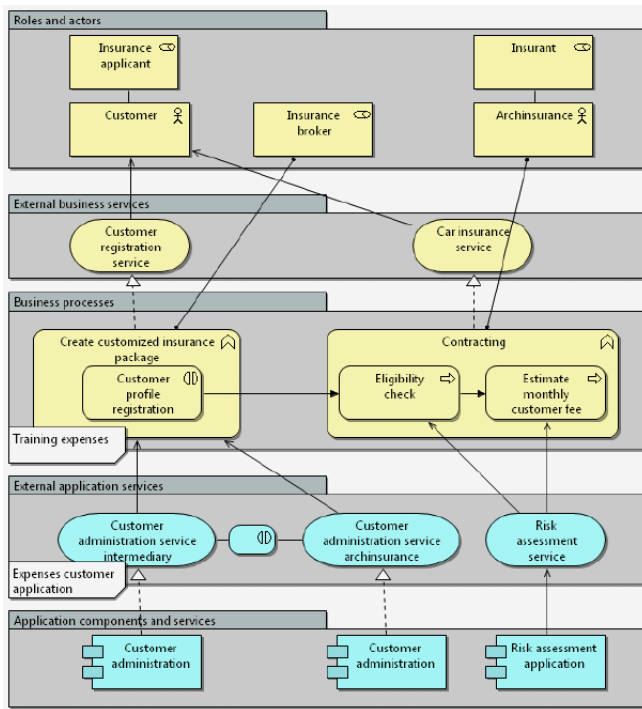 Roles and actors
Insurance
applicant
Insurant
Customer
Insurance
broker
Archinsurance
External business services
Customer
registration
service
Car insurance
service
Business processes
Create customized insurance
package
Contracting
Customer
profile
registration
Eligibility
check
Estimate
monthly
customer fee
Training expenses
External application services
Customer
administration service
intermediary
Customer
administration service
archinsurance
Risk
assessment
service
Expenses customer
application
Application components and services
Customer
administration
Customer
administration
Risk assessment
application